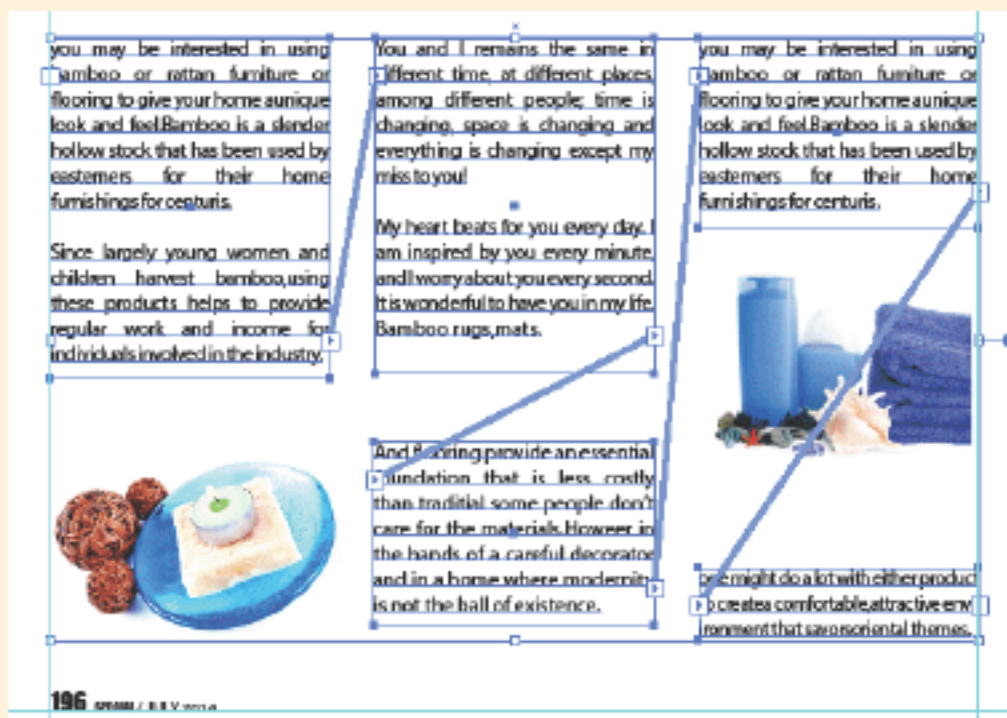 you may be interested in using
bamboo or rattan furniture or
flooring to give your home aunique
look and feel.Bamboo is a slender
hollow stock that has been used by
easterners for their home
furnishings for centuris.
Since largely young women and
children harvest bamboo,using
these products helps to provide
regular work and income for
individuals involved in the industry.
You and I remains the same in
different time, at different places,
among different people; time is
changing, space is changing and
everything is changing except my
miss to you!
My heart beats for you every day. I
am inspired by you every minute,
and I worry about you every second.
It is wonderful to have you in my life.
Bamboo rugs,mats.
And flooring,provide an essential
foundation that is less costly
than traditial some people don't
care for the materials.Howeer in
the hands of a careful decorator
and in a home where modernity
is not the ball of existence.
you may be interested in using
bamboo or rattan furniture or
flooring to give your home aunique
look and feel.Bamboo is a slender
hollow stock that has been used by
easterners for their home
furnishings for centuris.
one might do a lot with either product
to createa comfortable,attractive env
ironment that savorsoriental themes.
196